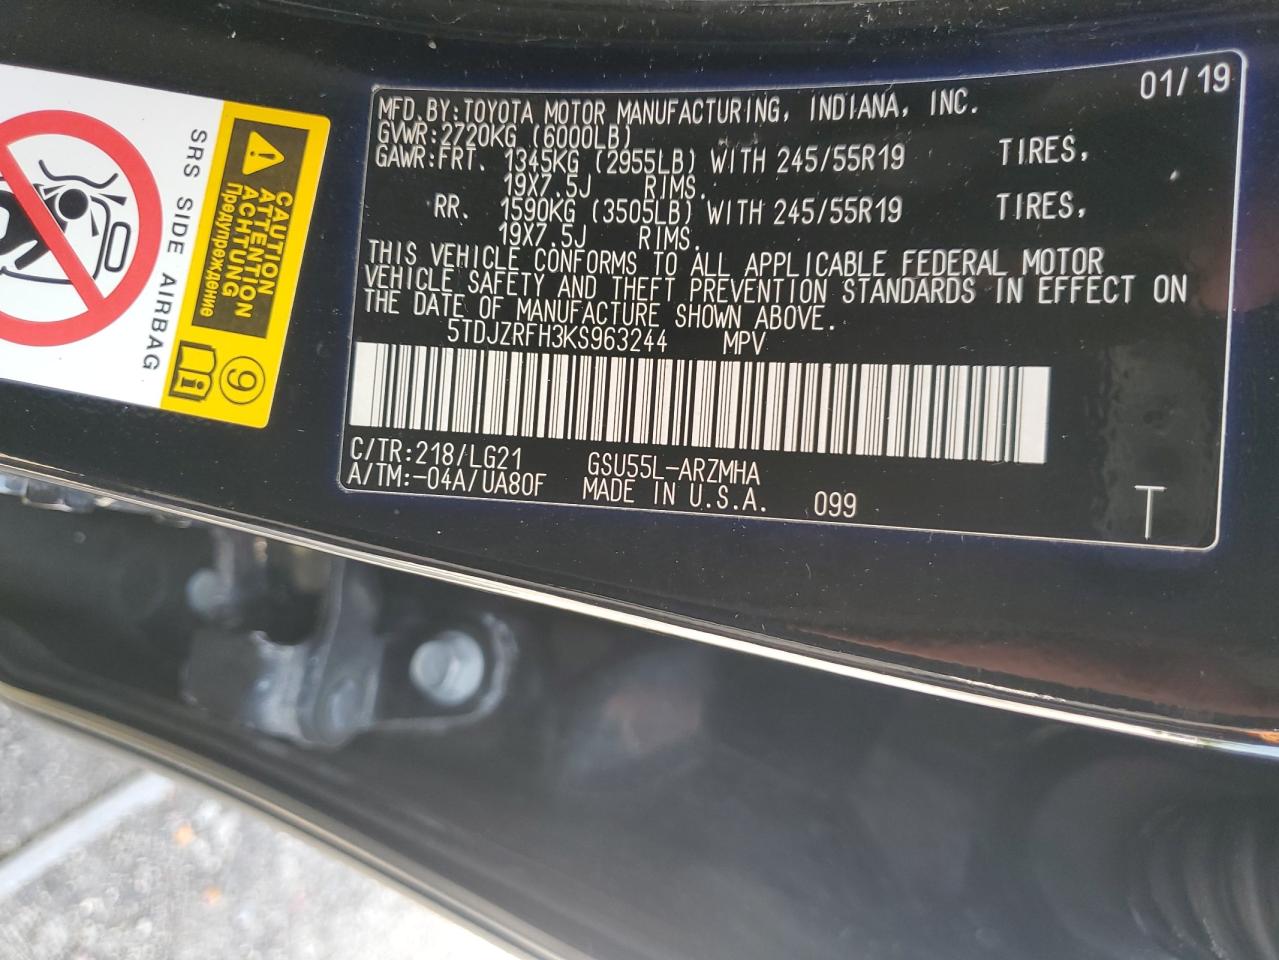 SRS SIDE AIRBAG
CAUTION
ATTENTION
ACHTUNG
Предупреждение
9
i
01/19
MFD.BY:TOYOTA MOTOR MANUFACTURING, INDIANA, INC.
GVWR:2720KG (6000LB)
GAWR:FRT. 1345KG (2955LB) WITH 245/55R19 TIRES,
19X7.5J RIMS.
RR. 1590KG (3505LB) WITH 245/55R19 TIRES,
19X7.5J RIMS.
THIS VEHICLE CONFORMS TO ALL APPLICABLE FEDERAL MOTOR
VEHICLE SAFETY AND THEFT PREVENTION STANDARDS IN EFFECT ON
THE DATE OF MANUFACTURE SHOWN ABOVE.
5TDJZRFH3KS963244 MPV
C/TR:218/LG21 GSU55L-ARZMHA
A/TM:-04A/UA80F MADE IN U.S.A. 099
T